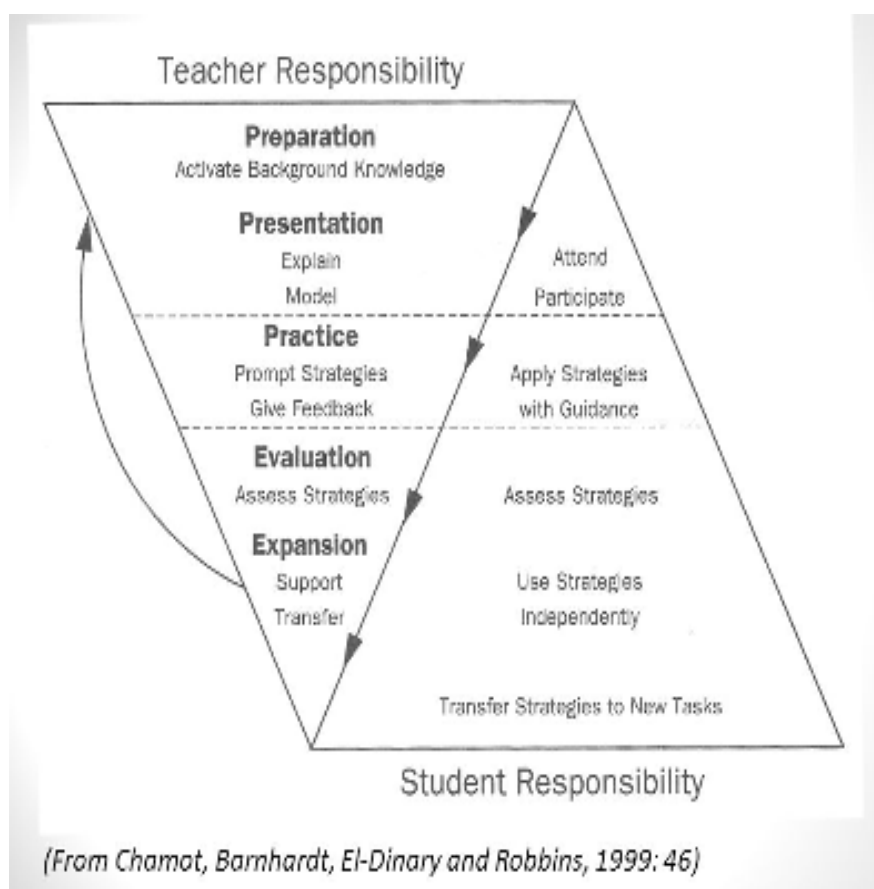 Teacher Responsibility
Preparation
Activate Background Knowledge
Presentation
Explain
Attend
Model
Participate
Practice
Prompt Strategies
Apply Strategies
Give Feedback
with Guidance
Evaluation
Assess Strategies
Assess Strategies
Expansion
Support
Use Strategies
Transfer
Independently
Transfer Strategies to New Tasks
Student Responsibility
(From Chamot, Barnhardt, El-Dinary and Robbins, 1999: 46)